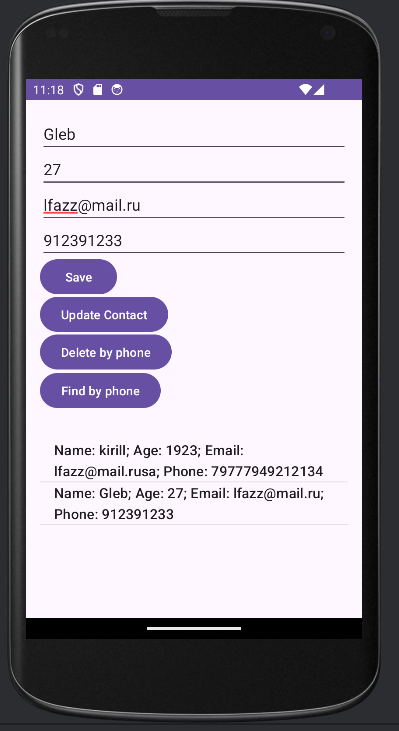 11:18
Gleb
27
lfazz@mail.ru
912391233
Save
Update Contact
Delete by phone
Find by phone
Name: kirill; Age: 1923; Email:
lfazz@mail.rusa; Phone: 79777949212134
Name: Gleb; Age: 27; Email: lfazz@mail.ru;
Phone: 912391233